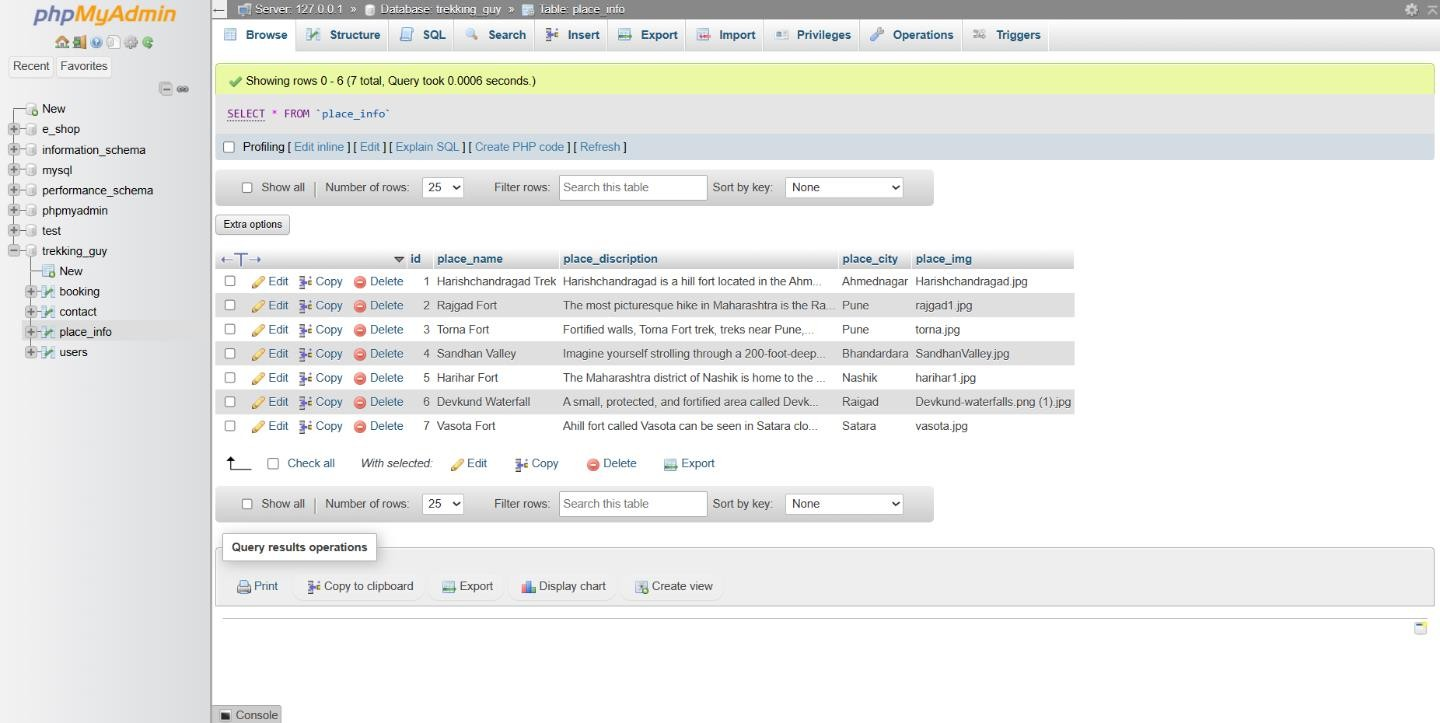 phpMyAdmin
Recent Favorites
New
e_shop
information_schema
mysql
performance_schema
phpmyadmin
test
trekking_guy
New
booking
contact
place_info
users
Server: 127.0.0.1 » Database: trekking_guy » Table: place_info
Browse Structure SQL Search Insert Export Import Privileges Operations Triggers
Showing rows 0 - 6 (7 total, Query took 0.0006 seconds.)
SELECT * FROM `place_info`
Profiling [ Edit inline ] [ Edit ] [ Explain SQL ] [ Create PHP code ] [ Refresh ]
Show all Number of rows: 25 Filter rows: Search this table Sort by key: None
Extra options
←T→ id place_name place_discription place_city place_img
Edit Copy Delete 1 Harishchandragad Trek Harishchandragad is a hill fort located in the Ahm... Ahmednagar Harishchandragad.jpg
Edit Copy Delete 2 Rajgad Fort The most picturesque hike in Maharashtra is the Ra... Pune rajgad1.jpg
Edit Copy Delete 3 Torna Fort Fortified walls, Torna Fort trek, treks near Pune,... Pune torna.jpg
Edit Copy Delete 4 Sandhan Valley Imagine yourself strolling through a 200-foot-deep... Bhandardara SandhanValley.jpg
Edit Copy Delete 5 Harihar Fort The Maharashtra district of Nashik is home to the ... Nashik harihar1.jpg
Edit Copy Delete 6 Devkund Waterfall A small, protected, and fortified area called Devk... Raigad Devkund-waterfalls.png (1).jpg
Edit Copy Delete 7 Vasota Fort Ahill fort called Vasota can be seen in Satara clo... Satara vasota.jpg
Check all With selected: Edit Copy Delete Export
Show all Number of rows: 25 Filter rows: Search this table Sort by key: None
Query results operations
Print Copy to clipboard Export Display chart Create view
Console